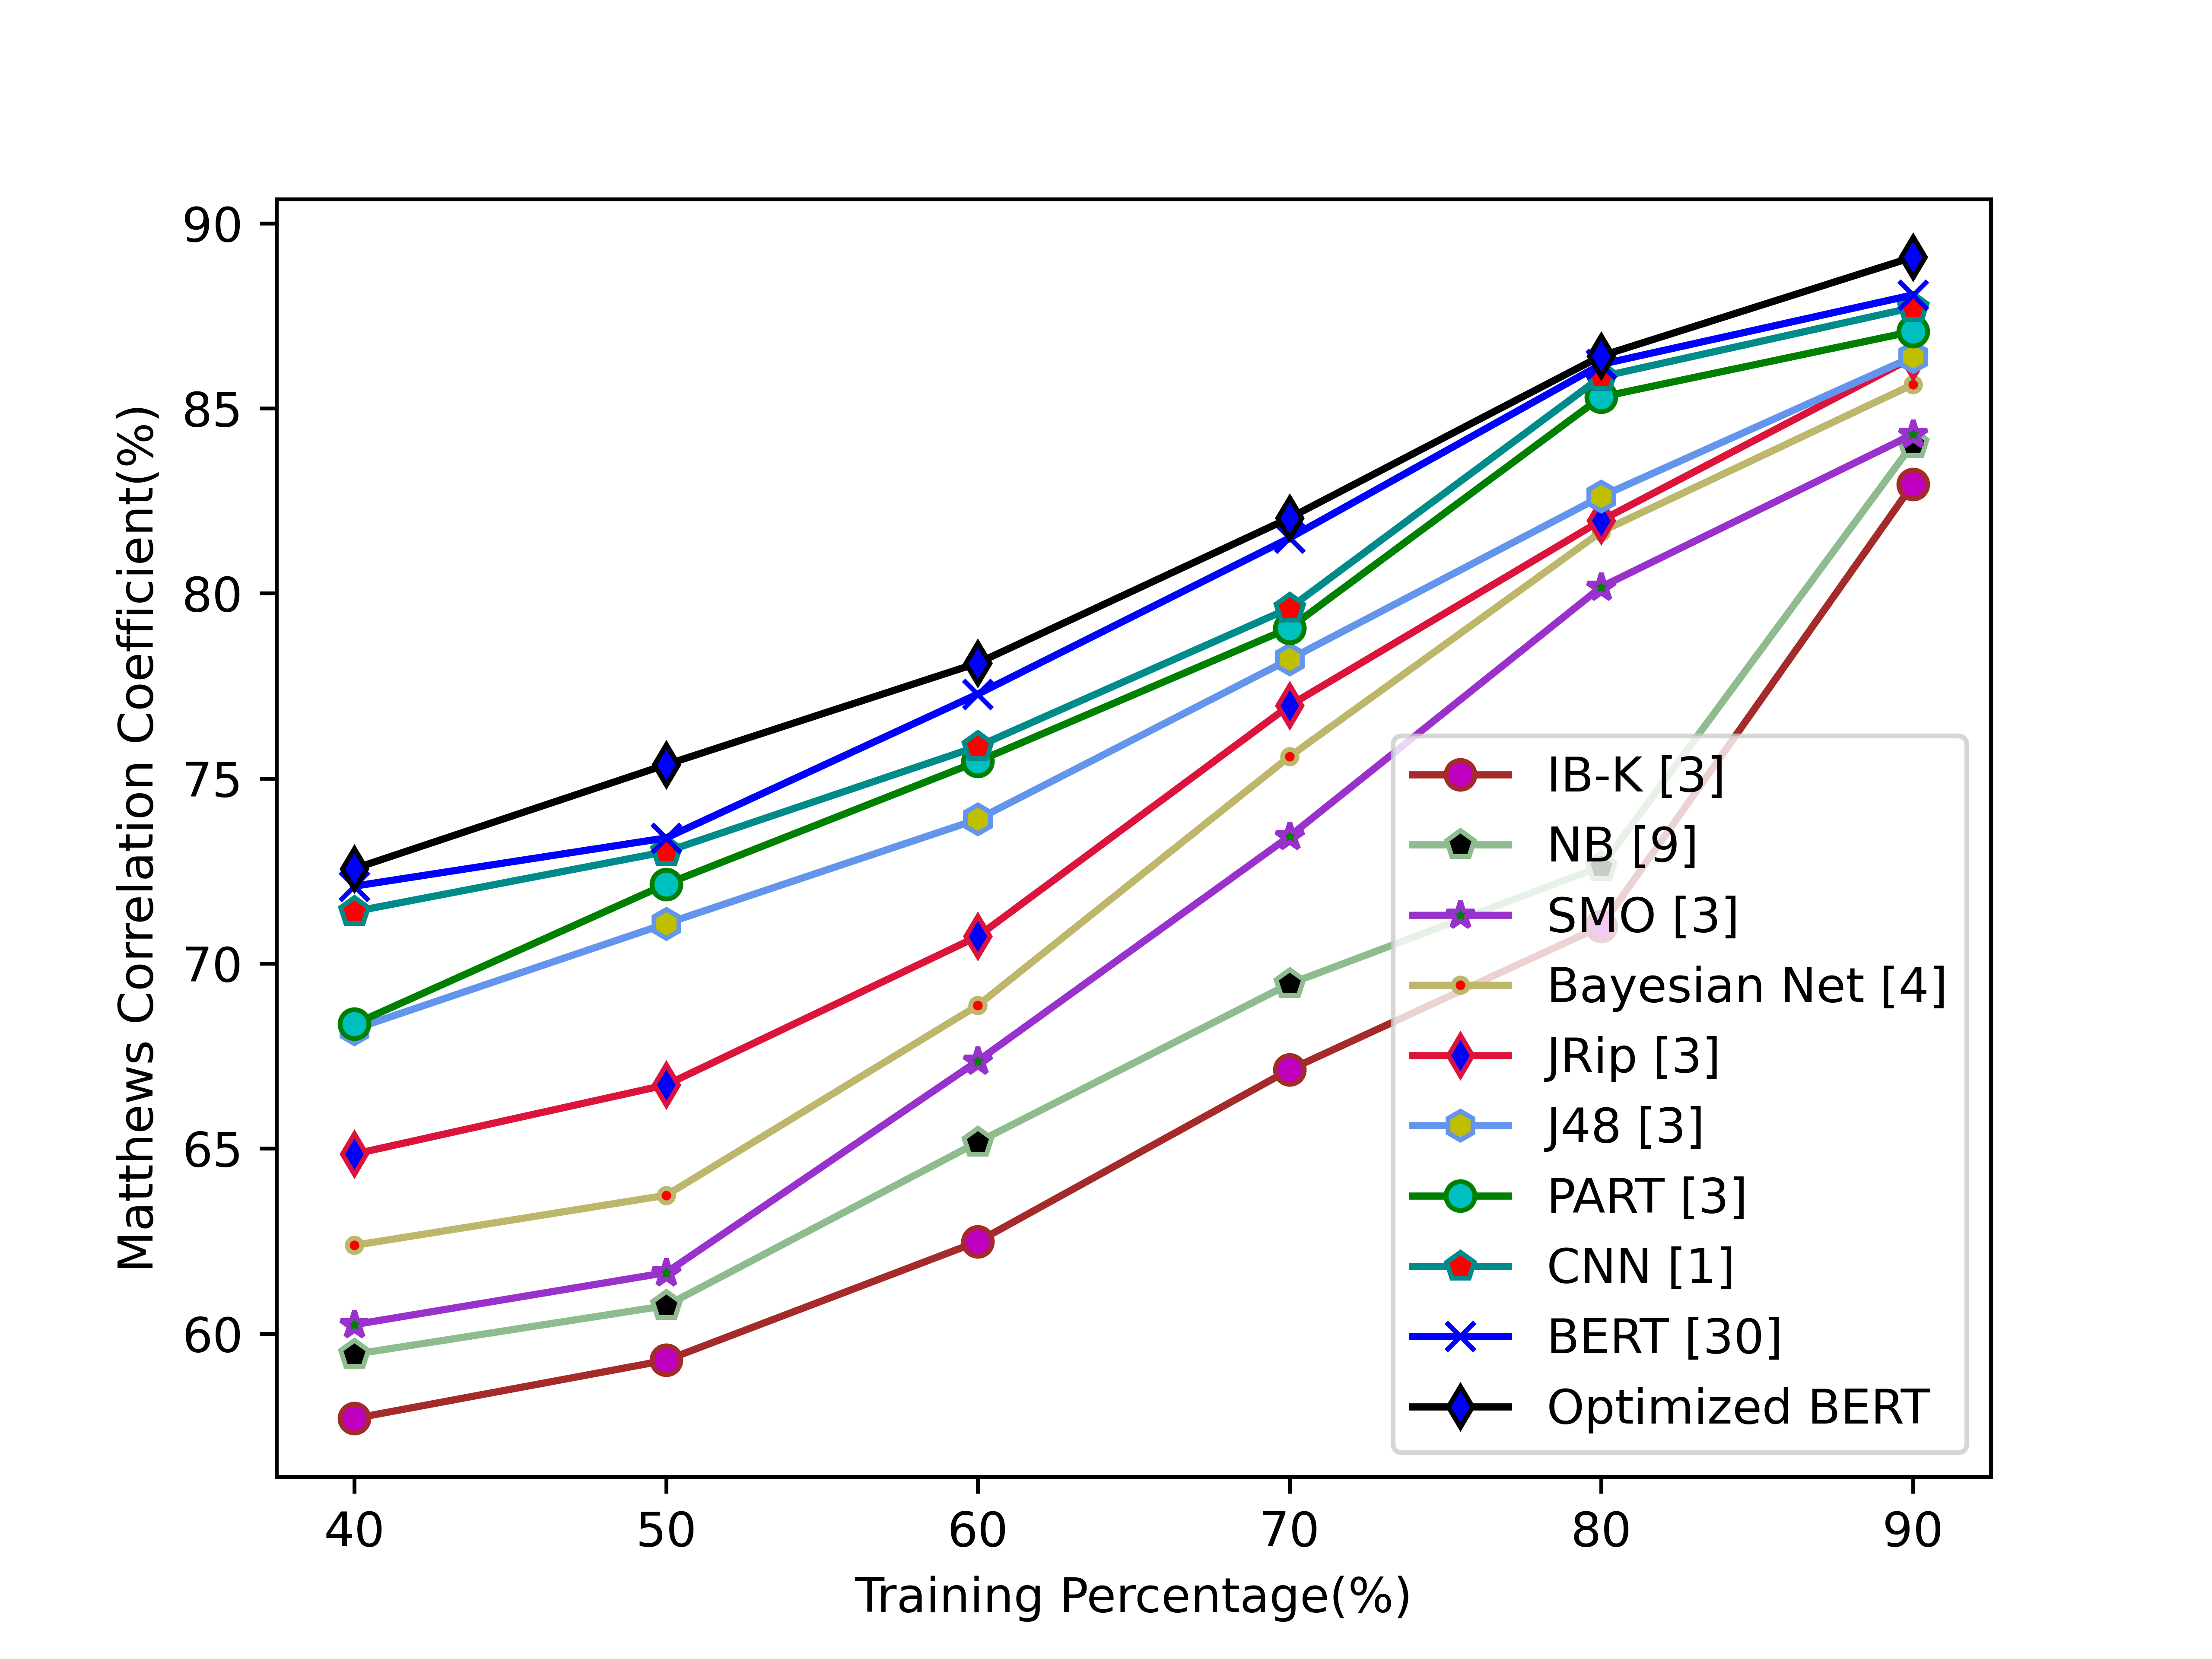 90
85
80
75
70
65
60
Matthews Correlation Coefficient(%)
IB-K [3]
NB [9]
SMO [3]
Bayesian Net [4]
JRip [3]
J48 [3]
PART [3]
CNN [1]
BERT [30]
Optimized BERT
40 50 60 70 80 90
Training Percentage(%)